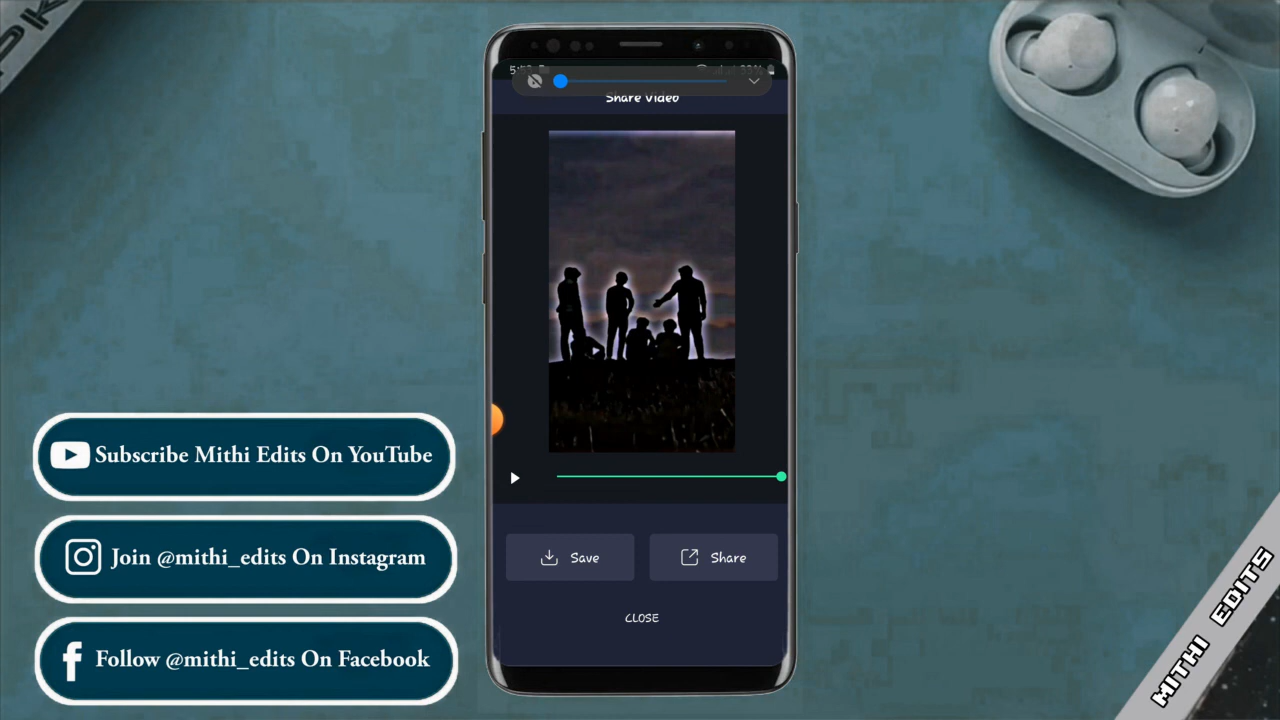 Share Video
Subscribe Mithi Edits On YouTube
Join @mithi_edits On Instagram
Follow @mithi_edits On Facebook
Save
Share
CLOSE
MITHI EDITS